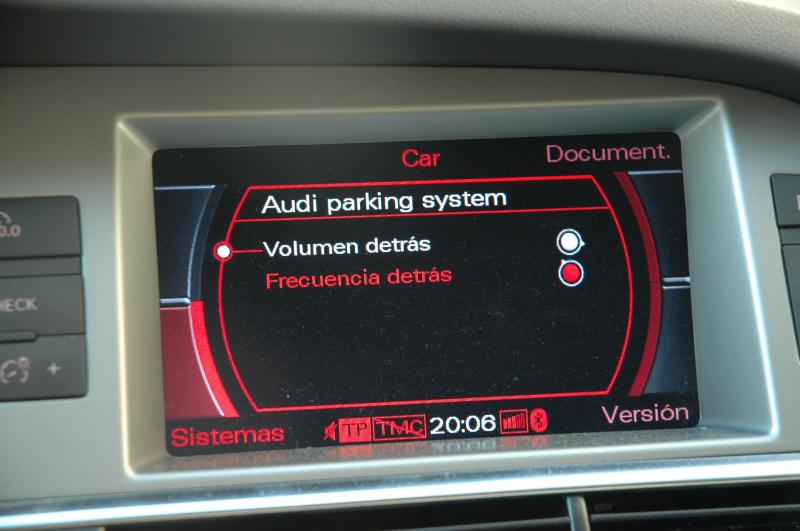 Car
Document.
Audi parking system
Volumen detrás
Frecuencia detrás
Sistemas
TP TMC 20:06
Versión